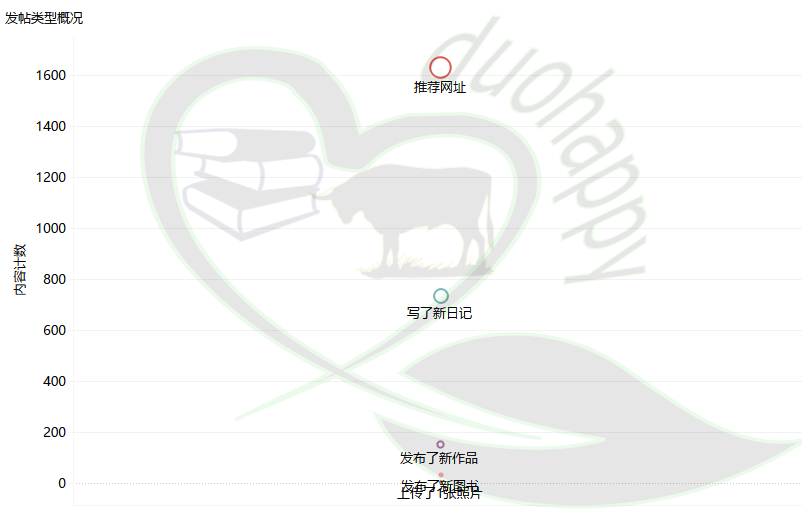 发帖类型概况
duohappy
1600
推荐网址
1400
1200
1000
内容计数
800
写了新日记
600
400
200
发布了新作品
0
发布了新图书
上传了1张照片